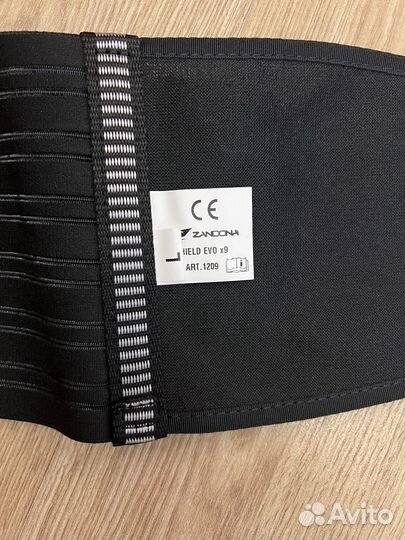 CE
ZANDONA
L
HIELD EVO x9
ART.1209
i
Avito